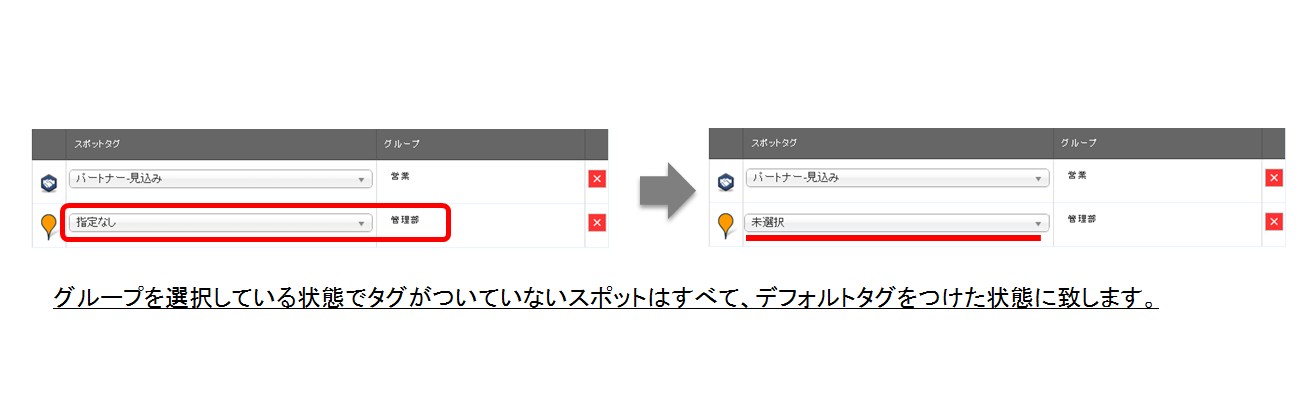 スポットタグ グループ
パートナー-見込み 営業
指定なし 管理部
スポットタグ グループ
パートナー-見込み 営業
未選択 管理部
グループを選択している状態でタグがついていないスポットはすべて、デフォルトタグをつけた状態に致します。